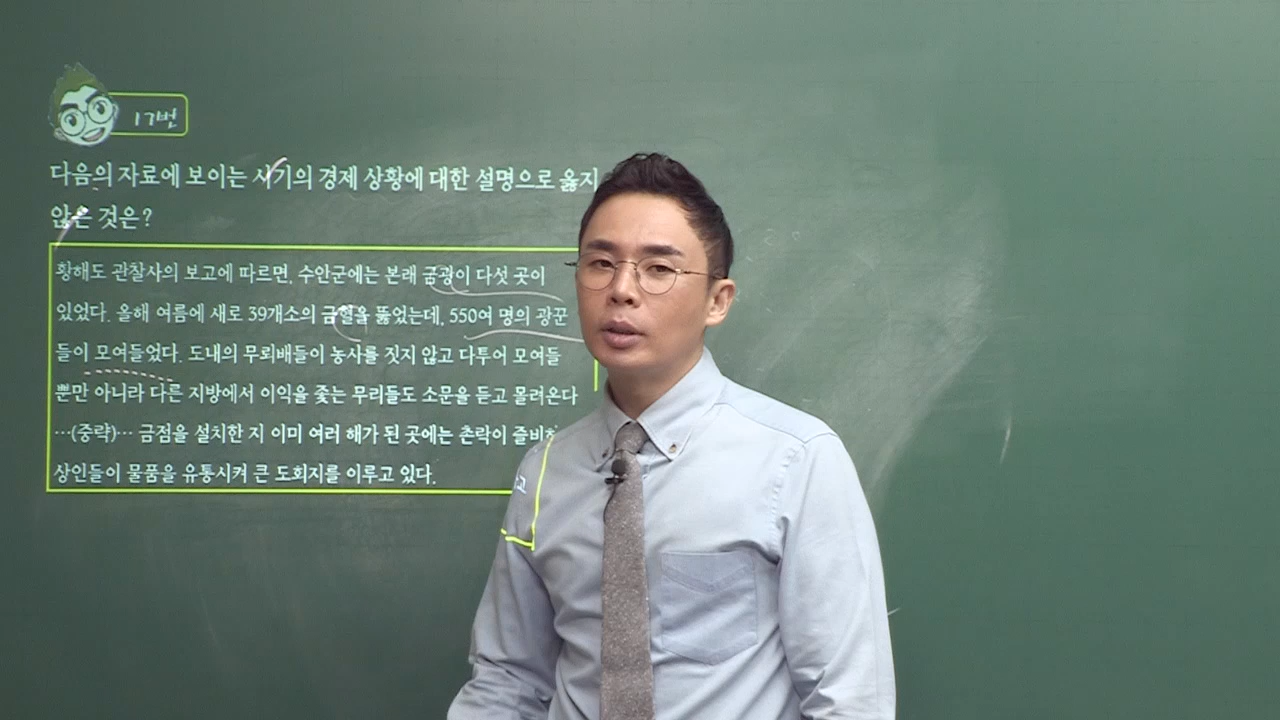 17번
다음의 자료에 보이는 시기의 경제 상황에 대한 설명으로 옳지
않은 것은?
황해도 관찰사의 보고에 따르면, 수안군에는 본래 금광이 다섯 곳이
있었다. 올해 여름에 새로 39개소의 금혈을 뚫었는데, 550여 명의 광꾼
들이 모여들었다. 도내의 무뢰배들이 농사를 짓지 않고 다투어 모여들
뿐만 아니라 다른 지방에서 이익을 좇는 무리들도 소문을 듣고 몰려온다
…(중략)… 금점을 설치한 지 이미 여러 해가 된 곳에는 촌락이 즐비하
고
상인들이 물품을 유통시켜 큰 도회지를 이루고 있다.